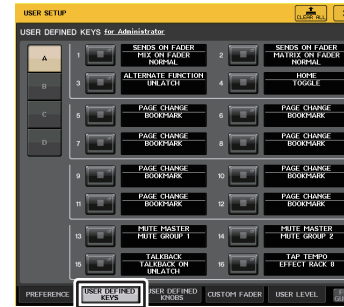 USER SETUP
CLEAR ALL
USER DEFINED KEYS for Administrator
A
B
C
D
1
SENDS ON FADER
MIX ON FADER
NORMAL
2
SENDS ON FADER
MATRIX ON FADER
NORMAL
3
ALTERNATE FUNCTION
UNLATCH
4
HOME
TOGGLE
5
PAGE CHANGE
BOOKMARK
6
PAGE CHANGE
BOOKMARK
7
PAGE CHANGE
BOOKMARK
8
PAGE CHANGE
BOOKMARK
9
PAGE CHANGE
BOOKMARK
10
PAGE CHANGE
BOOKMARK
11
PAGE CHANGE
BOOKMARK
12
PAGE CHANGE
BOOKMARK
13
MUTE MASTER
MUTE GROUP 1
14
MUTE MASTER
MUTE GROUP 2
15
TALKBACK
TALKBACK ON
UNLATCH
16
TAP TEMPO
EFFECT RACK 8
PREFERENCE
USER DEFINED
KEYS
USER DEFINED
KNOBS
CUSTOM FADER
USER LEVEL